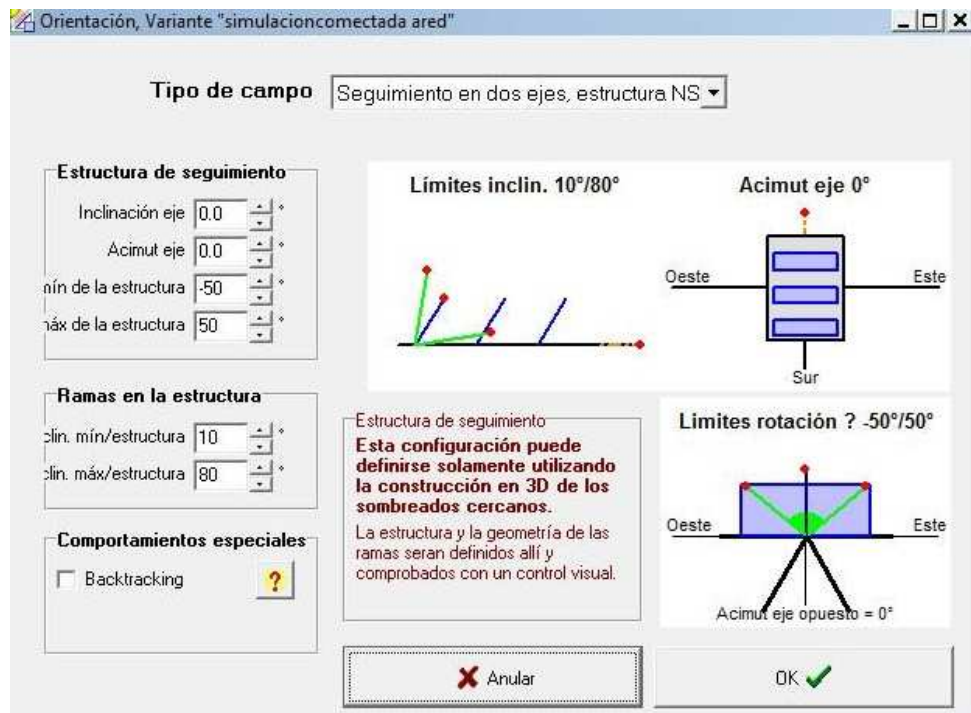 Orientación, Variante "simulacioncomectada ared"
Tipo de campo Seguimiento en dos ejes, estructura NS
Estructura de seguimiento
Inclinación eje 0.0 °
Acimut eje 0.0 °
mín de la estructura -50 °
máx de la estructura 50 °
Ramas en la estructura
clin. mín/estructura 10 °
clin. máx/estructura 80 °
Comportamientos especiales
Backtracking ?
Límites inclin. 10°/80°
Acimut eje 0°
Oeste Este
Sur
Estructura de seguimiento
Esta configuración puede
definirse solamente utilizando
la construcción en 3D de los
sombreados cercanos.
La estructura y la geometría de las
ramas seran definidos allí y
comprobados con un control visual.
Limites rotación ? -50°/50°
Oeste Este
Acimut eje opuesto = 0°
Anular
OK